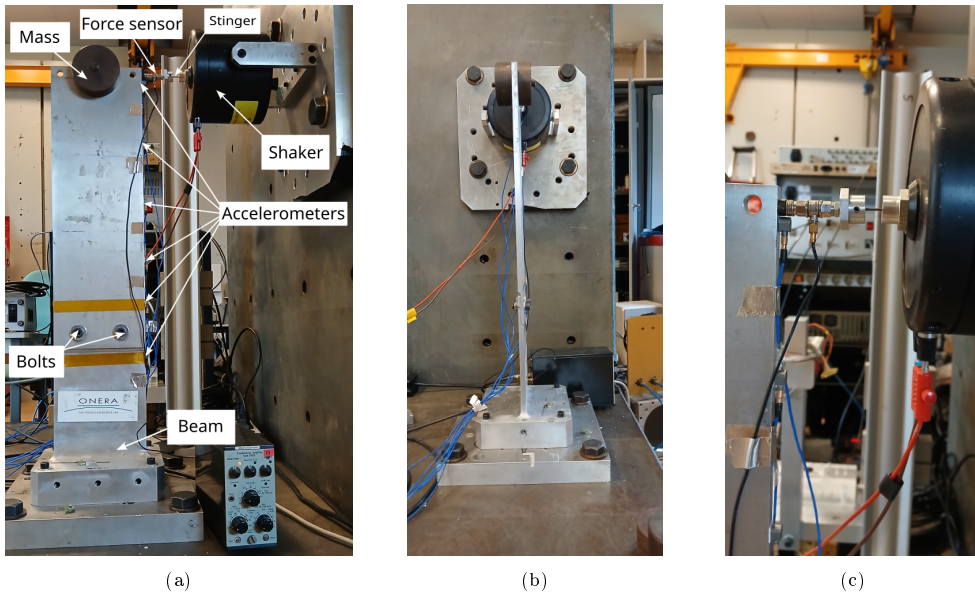 Mass
Force sensor
Stinger
Shaker
Accelerometers
Bolts
ONERA
Beam
(a)
(b)
(c)